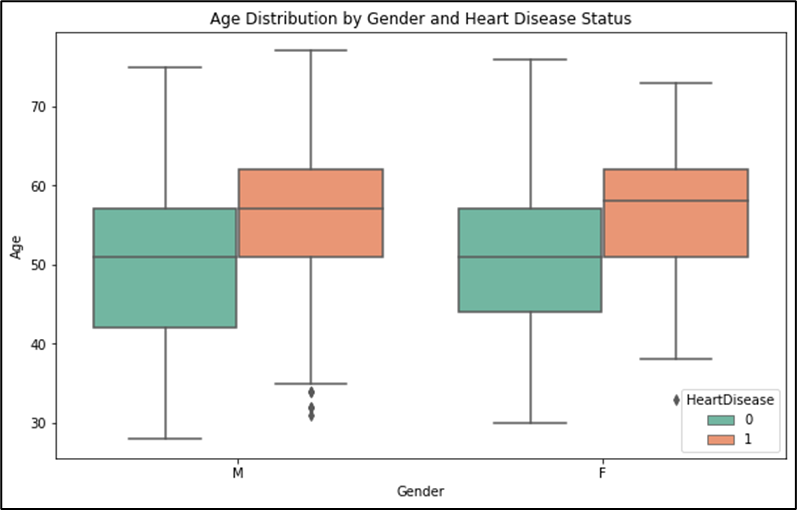 Age Distribution by Gender and Heart Disease Status
70
60
50
40
30
Age
M
F
Gender
HeartDisease
0
1